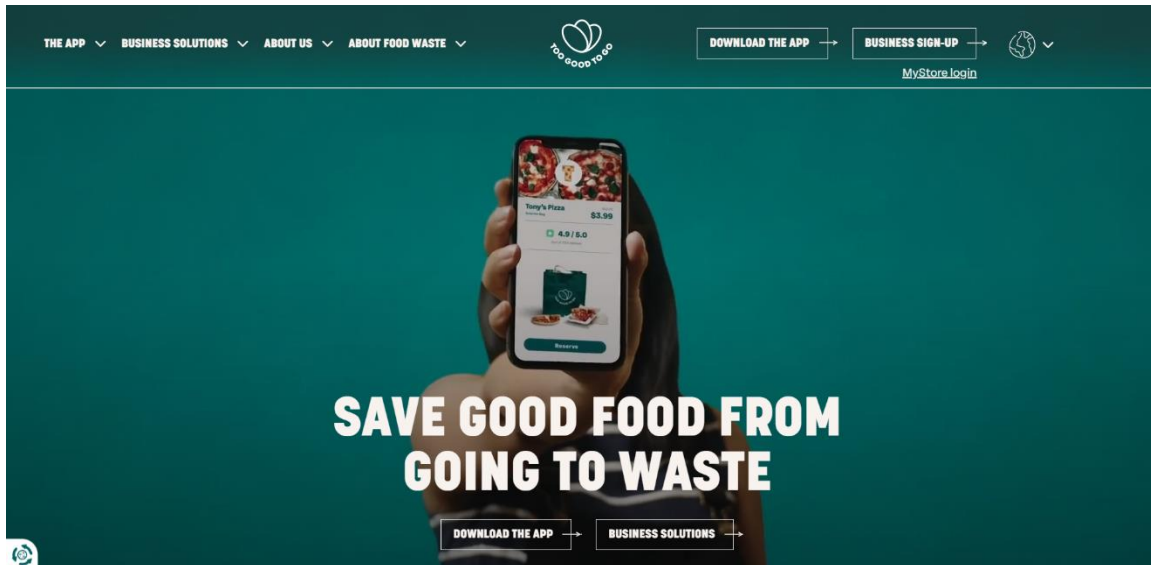 THE APP
BUSINESS SOLUTIONS
ABOUT US
ABOUT FOOD WASTE
TOO GOOD TO GO
DOWNLOAD THE APP
BUSINESS SIGN-UP
MyStore login
Tony's Pizza
$3.99
4.9 / 5.0
Reserve
SAVE GOOD FOOD FROM
GOING TO WASTE
DOWNLOAD THE APP
BUSINESS SOLUTIONS